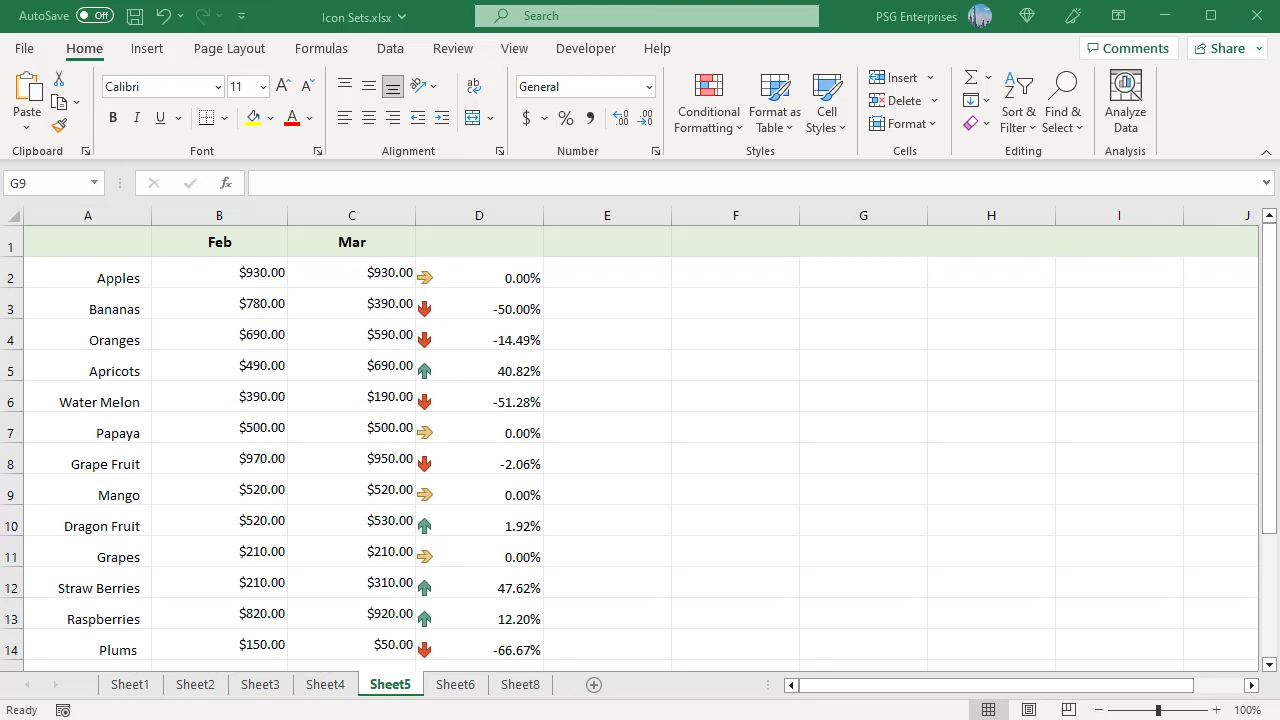 AutoSave Off Icon Sets.xlsx Search PSG Enterprises
File Home Insert Page Layout Formulas Data Review View Developer Help Comments Share
Paste Calibri 11 General Conditional Formatting Format as Table Cell Styles Insert Delete Format Sort & Filter Find & Select Analyze Data
Clipboard Font Alignment Number Styles Cells Editing Analysis
G9 fx
A B C D E F G H I J
1 Feb Mar
2 Apples $930.00 $930.00 0.00%
3 Bananas $780.00 $390.00 -50.00%
4 Oranges $690.00 $590.00 -14.49%
5 Apricots $490.00 $690.00 40.82%
6 Water Melon $390.00 $190.00 -51.28%
7 Papaya $500.00 $500.00 0.00%
8 Grape Fruit $970.00 $950.00 -2.06%
9 Mango $520.00 $520.00 0.00%
10 Dragon Fruit $520.00 $530.00 1.92%
11 Grapes $210.00 $210.00 0.00%
12 Straw Berries $210.00 $310.00 47.62%
13 Raspberries $820.00 $920.00 12.20%
14 Plums $150.00 $50.00 -66.67%
Sheet1 Sheet2 Sheet3 Sheet4 Sheet5 Sheet6 Sheet8
Ready 100%